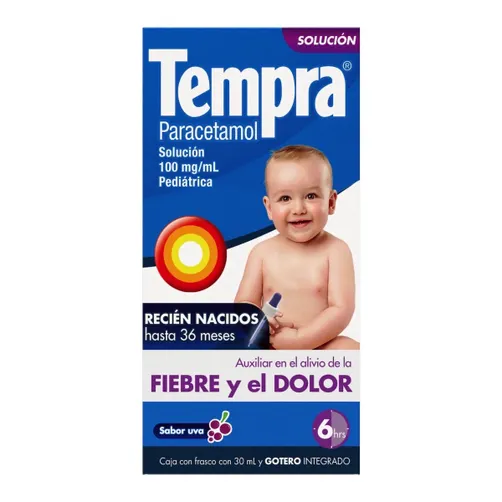 SOLUCIÓN
Tempra®
Paracetamol
Solución
100 mg/mL
Pediátrica
RECIÉN NACIDOS
hasta 36 meses
Auxiliar en el alivio de la
FIEBRE y el DOLOR
Sabor uva
6 hrs
Caja con frasco con 30 mL y GOTERO INTEGRADO